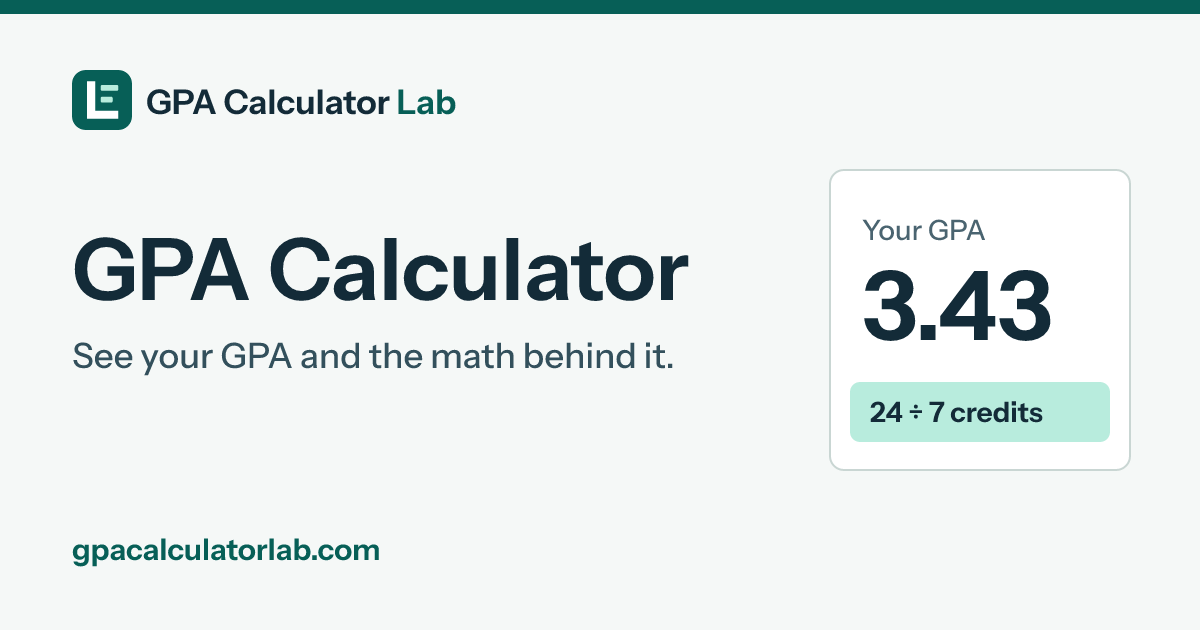 GPA Calculator Lab
GPA Calculator
See your GPA and the math behind it.
Your GPA
3.43
24 ÷ 7 credits
gpacalculatorlab.com